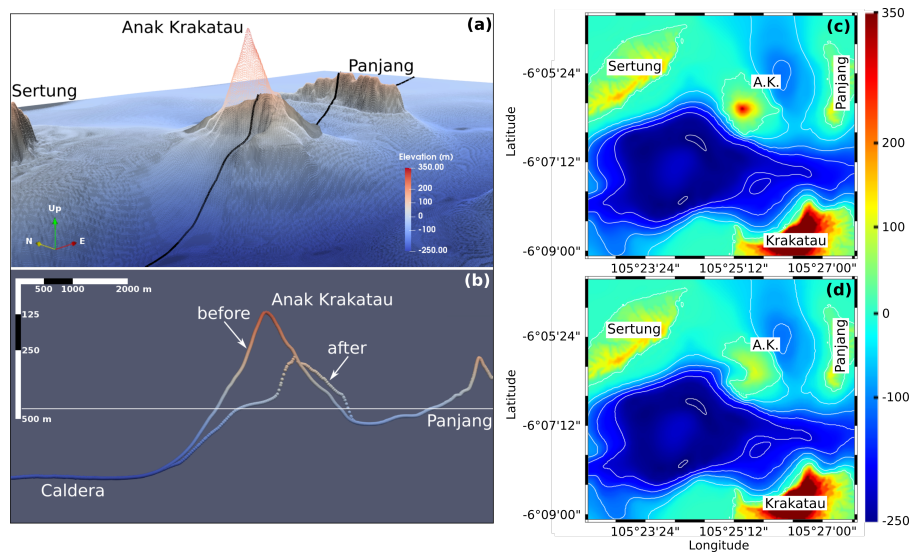 (a)
Anak Krakatau
Panjang
Sertung
Elevation (m)
350.00
200
100
0
-100
-250.00
Up
N
E
(b)
500 1000 2000 m
125
250
500 m
Anak Krakatau
before
after
Panjang
Caldera
(c)
Sertung
A.K.
Panjang
Krakatau
-6°05'24"
-6°07'12"
-6°09'00"
Latitude
105°23'24" 105°25'12" 105°27'00"
(d)
Sertung
A.K.
Panjang
Krakatau
-6°05'24"
-6°07'12"
-6°09'00"
Latitude
105°23'24" 105°25'12" 105°27'00"
Longitude
350
200
100
0
-100
-250